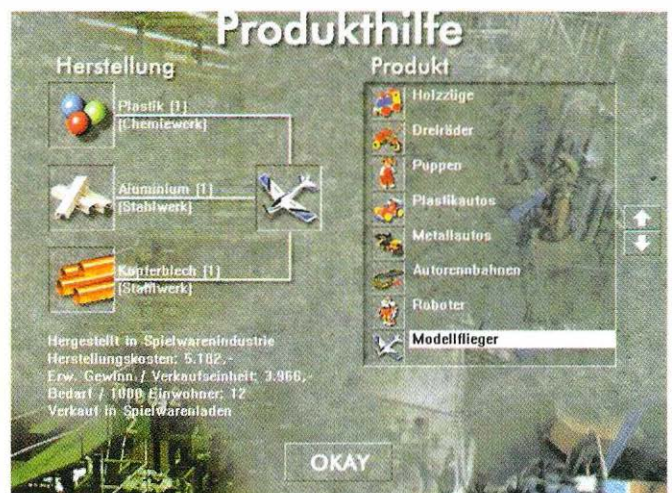 Produkthilfe
Herstellung
Plastik (1)
(Chemiewerk)
Aluminium (1)
(Stahlwerk)
Kupferblech (1)
(Stahlwerk)
Hergestellt in Spielwarenindustrie
Herstellungskosten: 5.182,-
Erw. Gewinn / Verkaufseinheit: 3.966,-
Bedarf / 1000 Einwohner: 12
Verkauf in Spielwarenladen
Produkt
Holzzüge
Dreiräder
Puppen
Plastikautos
Metallautos
Autorennbahnen
Roboter
Modellflieger
OKAY